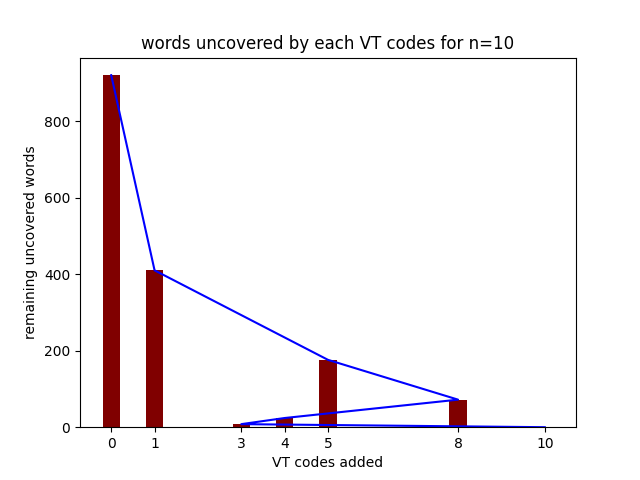 words uncovered by each VT codes for n=10
remaining uncovered words
800
600
400
200
0
0 1 3 4 5 8 10
VT codes added